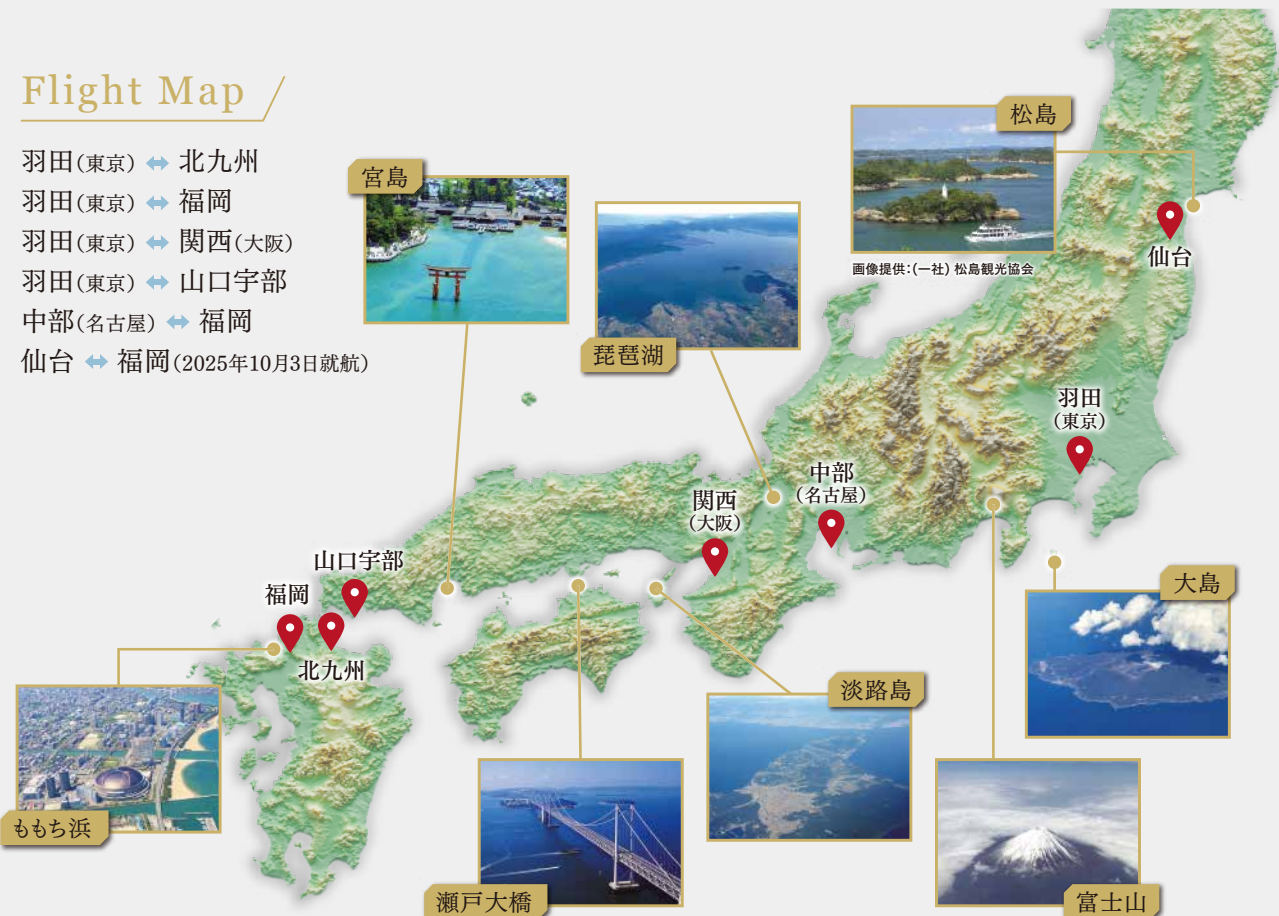 Flight Map
羽田(東京) ⇔ 北九州
羽田(東京) ⇔ 福岡
羽田(東京) ⇔ 関西(大阪)
羽田(東京) ⇔ 山口宇部
中部(名古屋) ⇔ 福岡
仙台 ⇔ 福岡(2025年10月3日就航)
松島
画像提供:(一社)松島観光協会
宮島
琵琶湖
仙台
羽田
(東京)
中部
(名古屋)
関西
(大阪)
山口宇部
福岡
北九州
大島
淡路島
ももち浜
瀬戸大橋
富士山